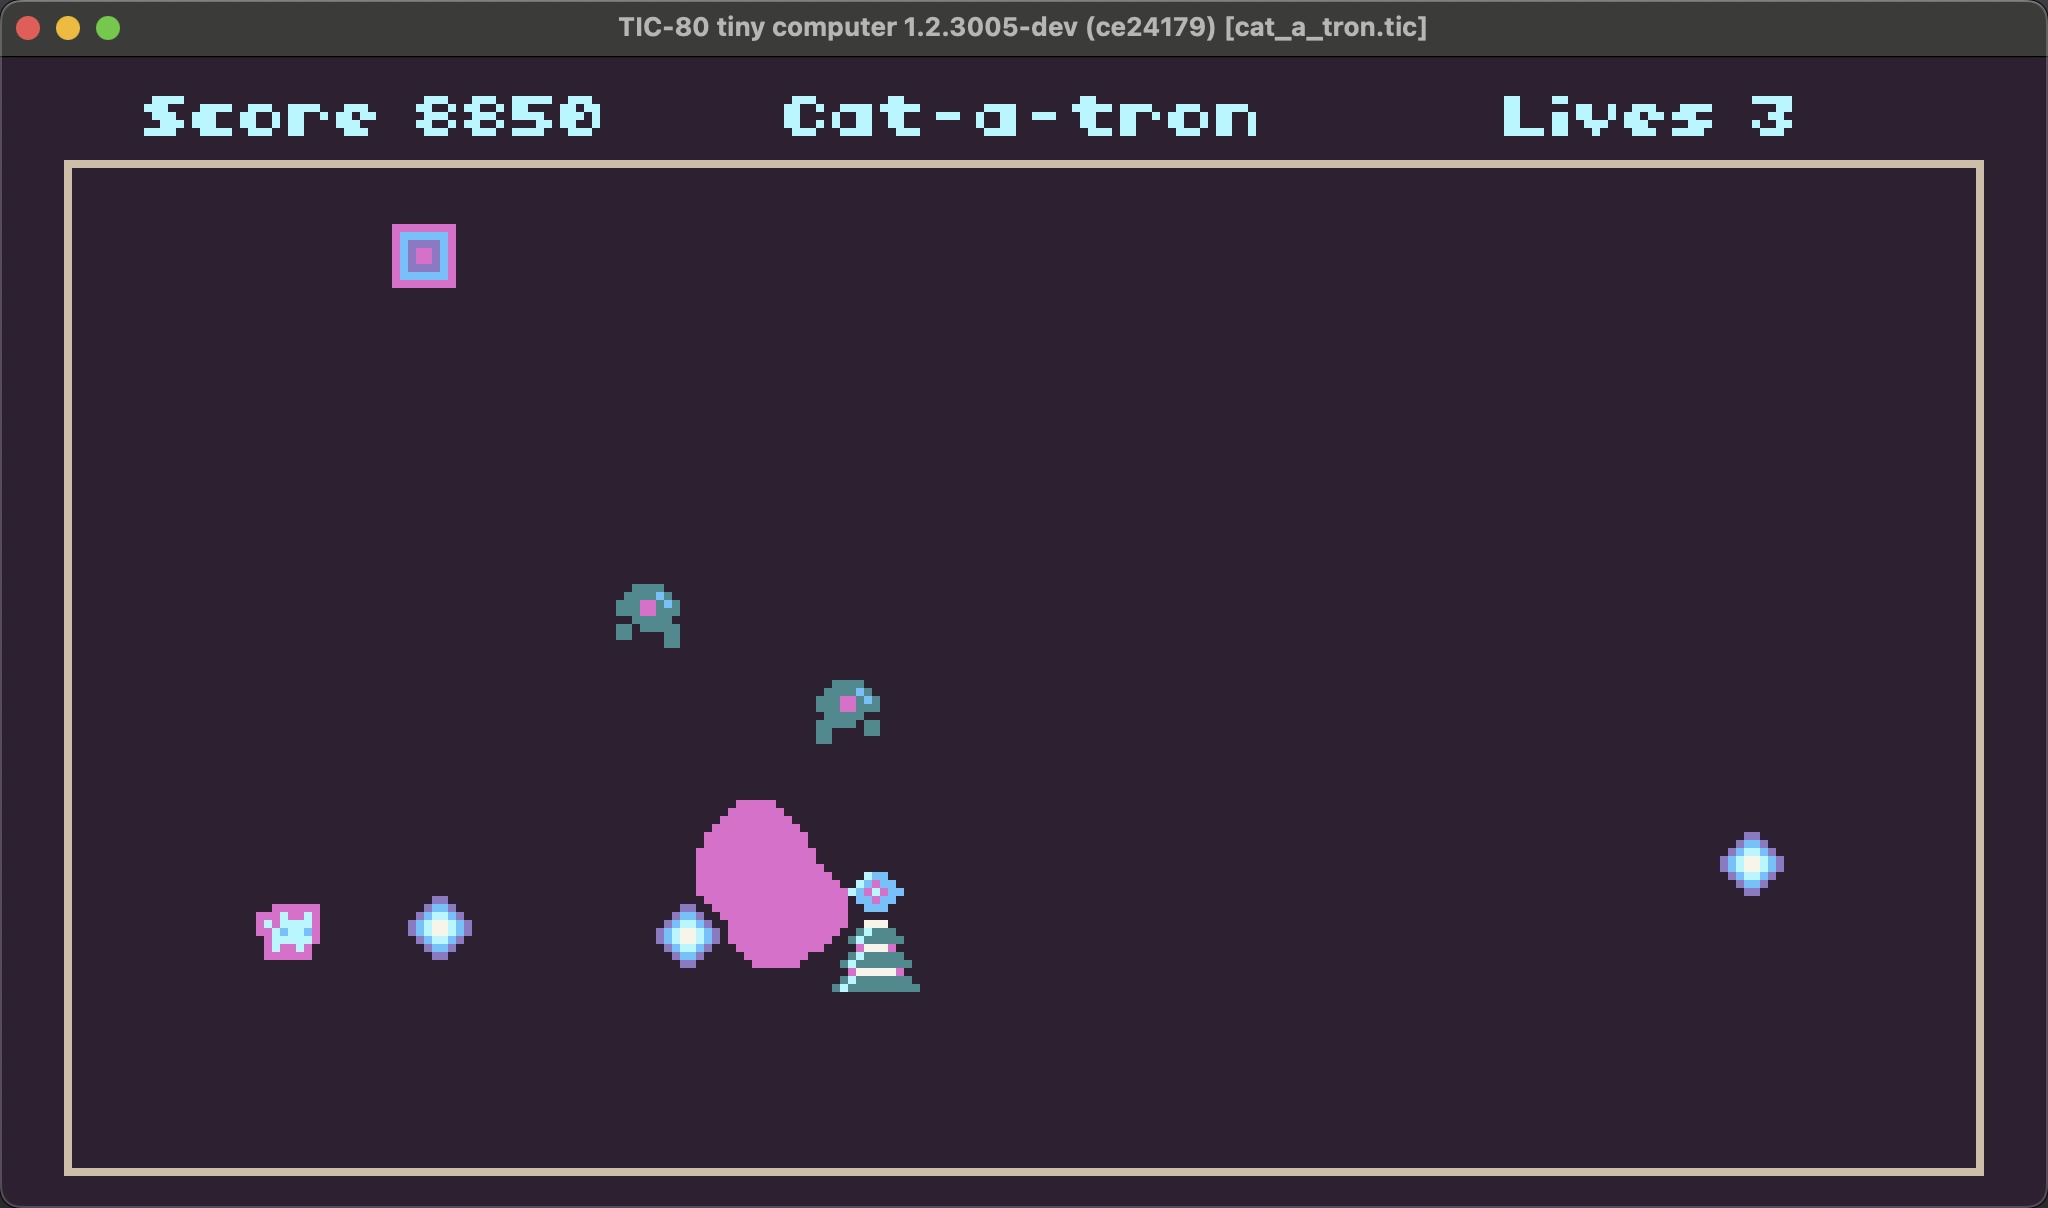 TIC-80 tiny computer 1.2.3005-dev (ce24179) [cat_a_tron.tic]
Score 8850 Cat-a-tron Lives 3